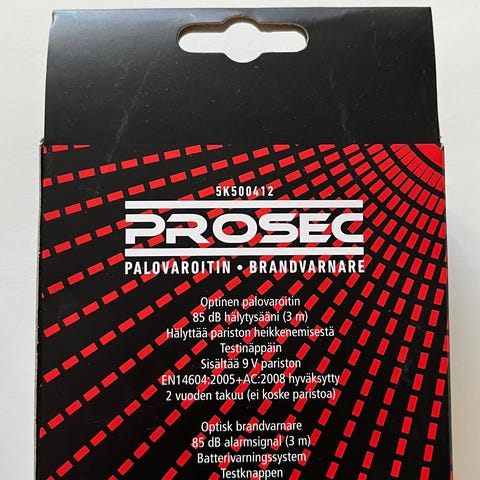 5K500412
PROSEC
PALOVAROITIN • BRANDVARNARE
Optinen palovaroitin
85 dB hälytysääni (3 m)
Hälyttää pariston heikkenemisestä
Testinäppäin
Sisältää 9 V pariston
EN14604:2005+AC:2008 hyväksytty
2 vuoden takuu (ei koske paristoa)
Optisk brandvarnare
85 dB alarmsignal (3 m)
Batterivarningssystem
Testknappen